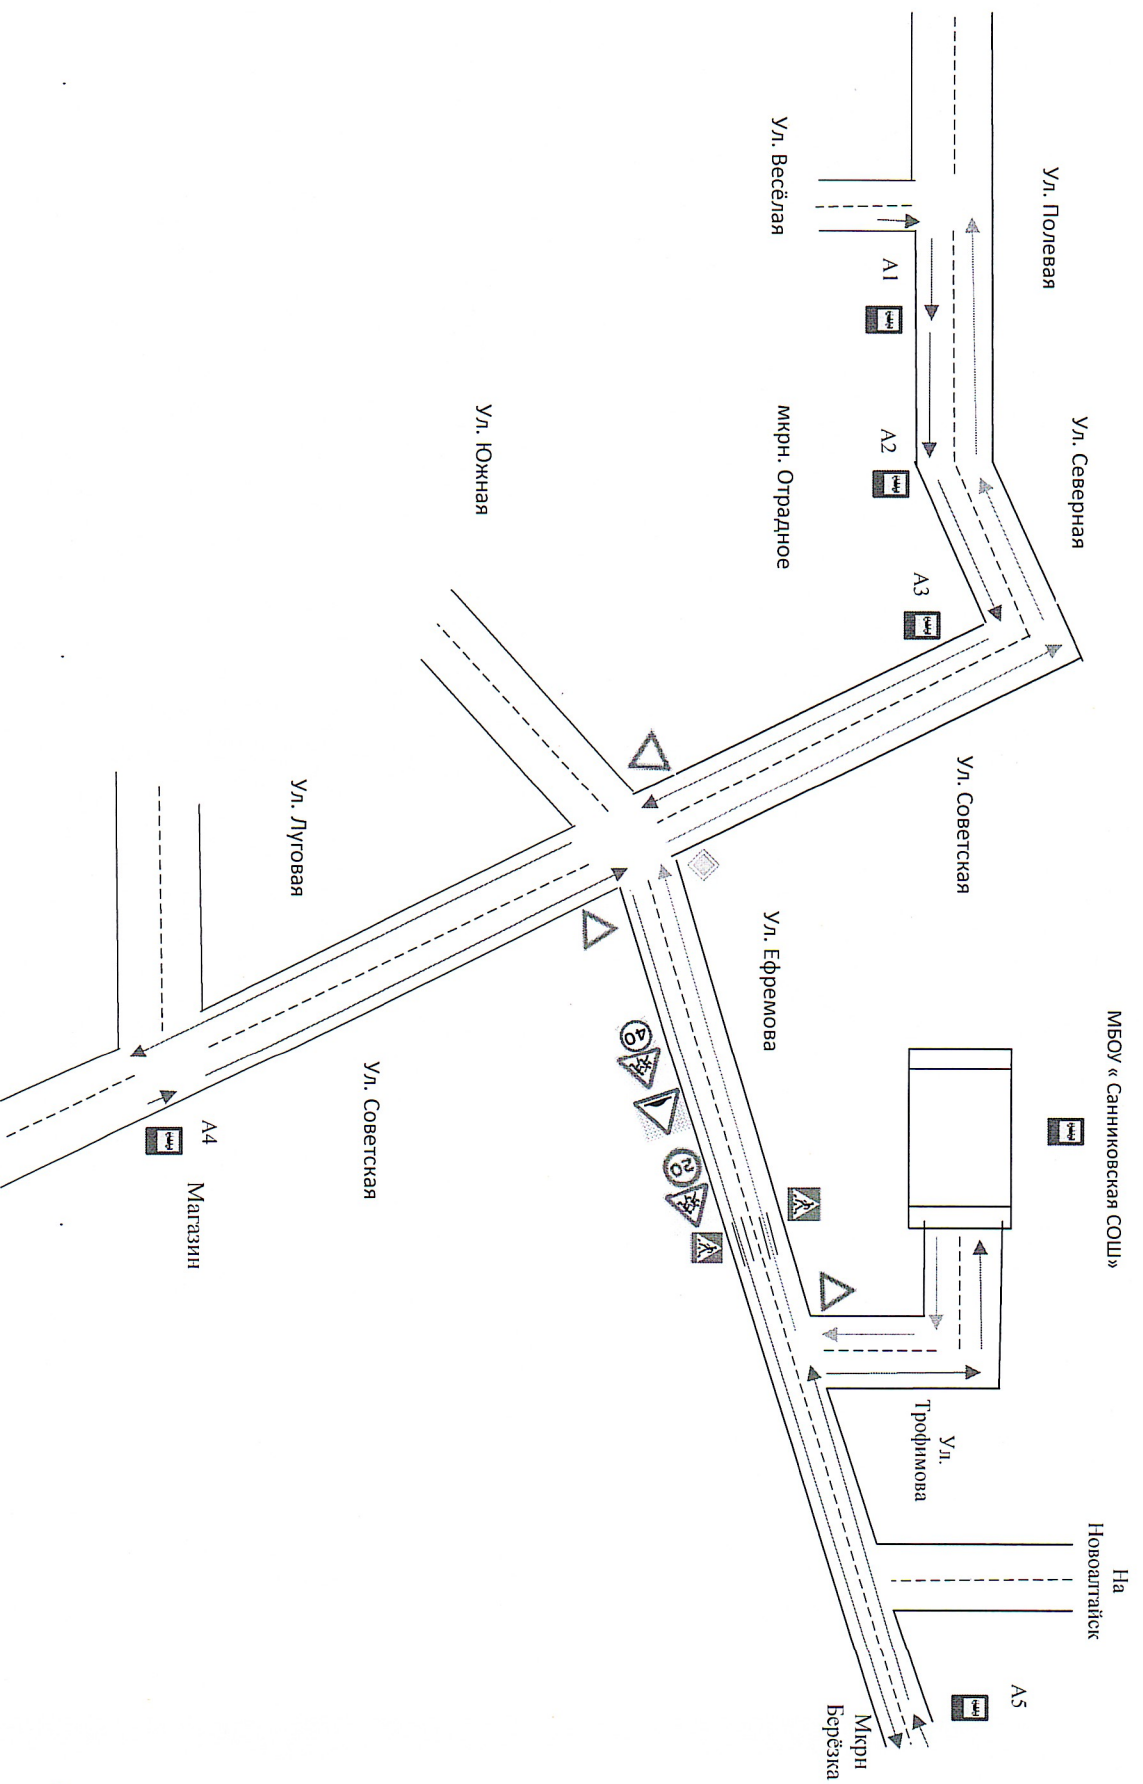 МБОУ « Санниковская СОШ»
На
Новоалтайск
Ул. Северная
Ул. Полевая
А5
Ул. Советская
Ул.
Трофимова
А3
А2
А1
Мкрн
Берёзка
Ул. Ефремова
мкрн. Отрадное
Ул. Весёлая
20
40
Ул. Южная
Ул. Советская
Ул. Луговая
А4
Магазин